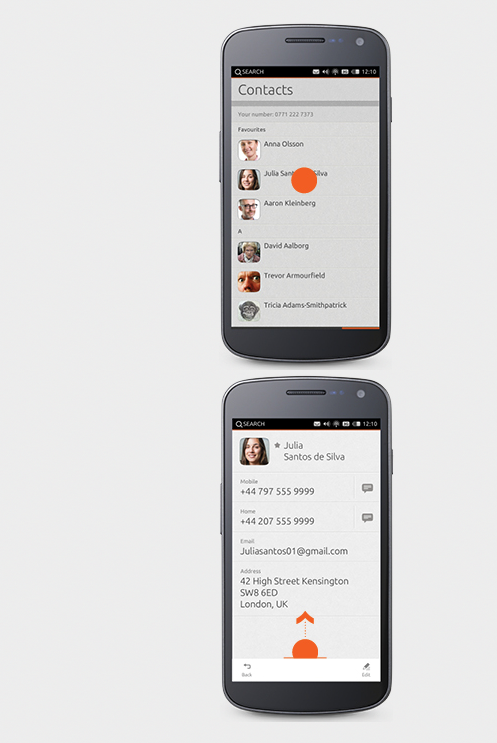 SEARCH 12:10
Contacts
Your number: 0771 222 7373
Favourites
Anna Olsson
Julia Santos de Silva
Aaron Kleinberg
A
David Aalborg
Trevor Armourfield
Tricia Adams-Smithpatrick
SEARCH 12:10
Julia
Santos de Silva
Mobile
+44 797 555 9999
Home
+44 207 555 9999
Email
Juliasantos01@gmail.com
Address
42 High Street Kensington
SW8 6ED
London, UK
Back Edit